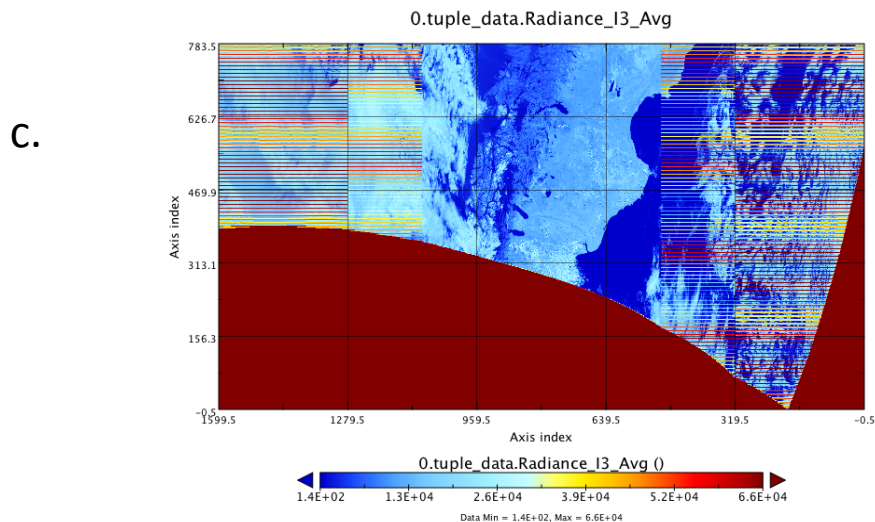 0.tuple_data.Radiance_I3_Avg
c.
783.5
626.7
469.9
313.1
156.3
-0.5
Axis index
1599.5 1279.5 959.5 639.5 319.5 -0.5
Axis index
0.tuple_data.Radiance_I3_Avg ()
1.4E+02 1.3E+04 2.6E+04 3.9E+04 5.2E+04 6.6E+04
Data Min = 1.4E+02, Max = 6.6E+04